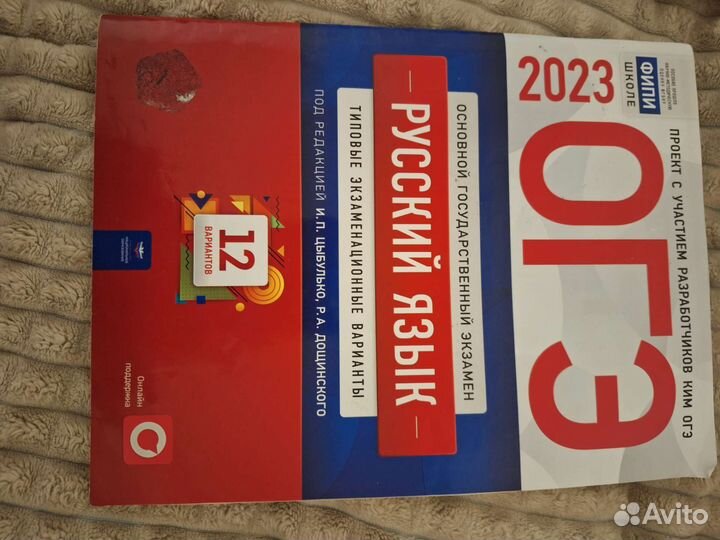 ПРОЕКТ С УЧАСТИЕМ РАЗРАБОТЧИКОВ КИМ ОГЭ
ФИПИ
ШКОЛЕ
2023
ОГЭ
ОСНОВНОЙ ГОСУДАРСТВЕННЫЙ ЭКЗАМЕН
РУССКИЙ ЯЗЫК
ТИПОВЫЕ ЭКЗАМЕНАЦИОННЫЕ ВАРИАНТЫ
ПОД РЕДАКЦИЕЙ И.П. ЦЫБУЛЬКО, Р.А. ДОЩИНСКОГО
12
ВАРИАНТОВ
Онлайн
поддержка
Avito